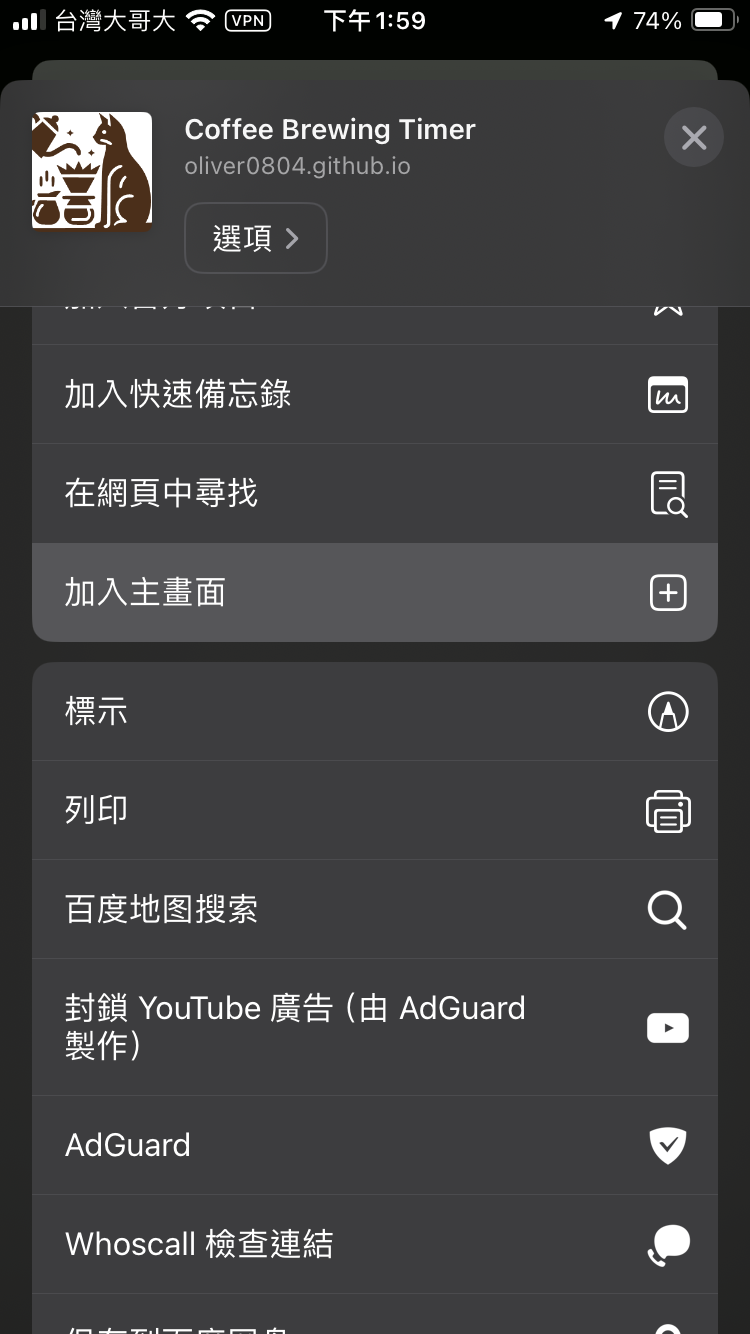 台灣大哥大 VPN 下午1:59 74%
Coffee Brewing Timer
oliver0804.github.io
選項
加入快速備忘錄
在網頁中尋找
加入主畫面
標示
列印
百度地图搜索
封鎖 YouTube 廣告（由 AdGuard
製作）
AdGuard
Whoscall 檢查連結